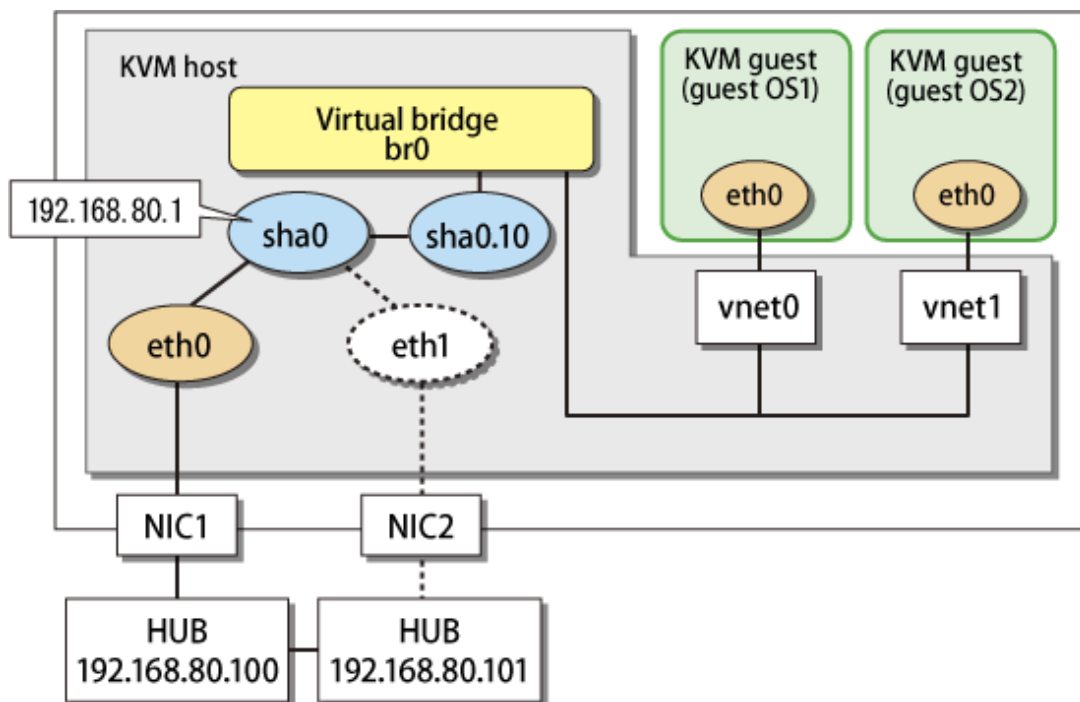 KVM host
Virtual bridge
br0
192.168.80.1
sha0
sha0.10
eth0
eth1
KVM guest
(guest OS1)
eth0
KVM guest
(guest OS2)
eth0
vnet0
vnet1
NIC1
NIC2
HUB
192.168.80.100
HUB
192.168.80.101